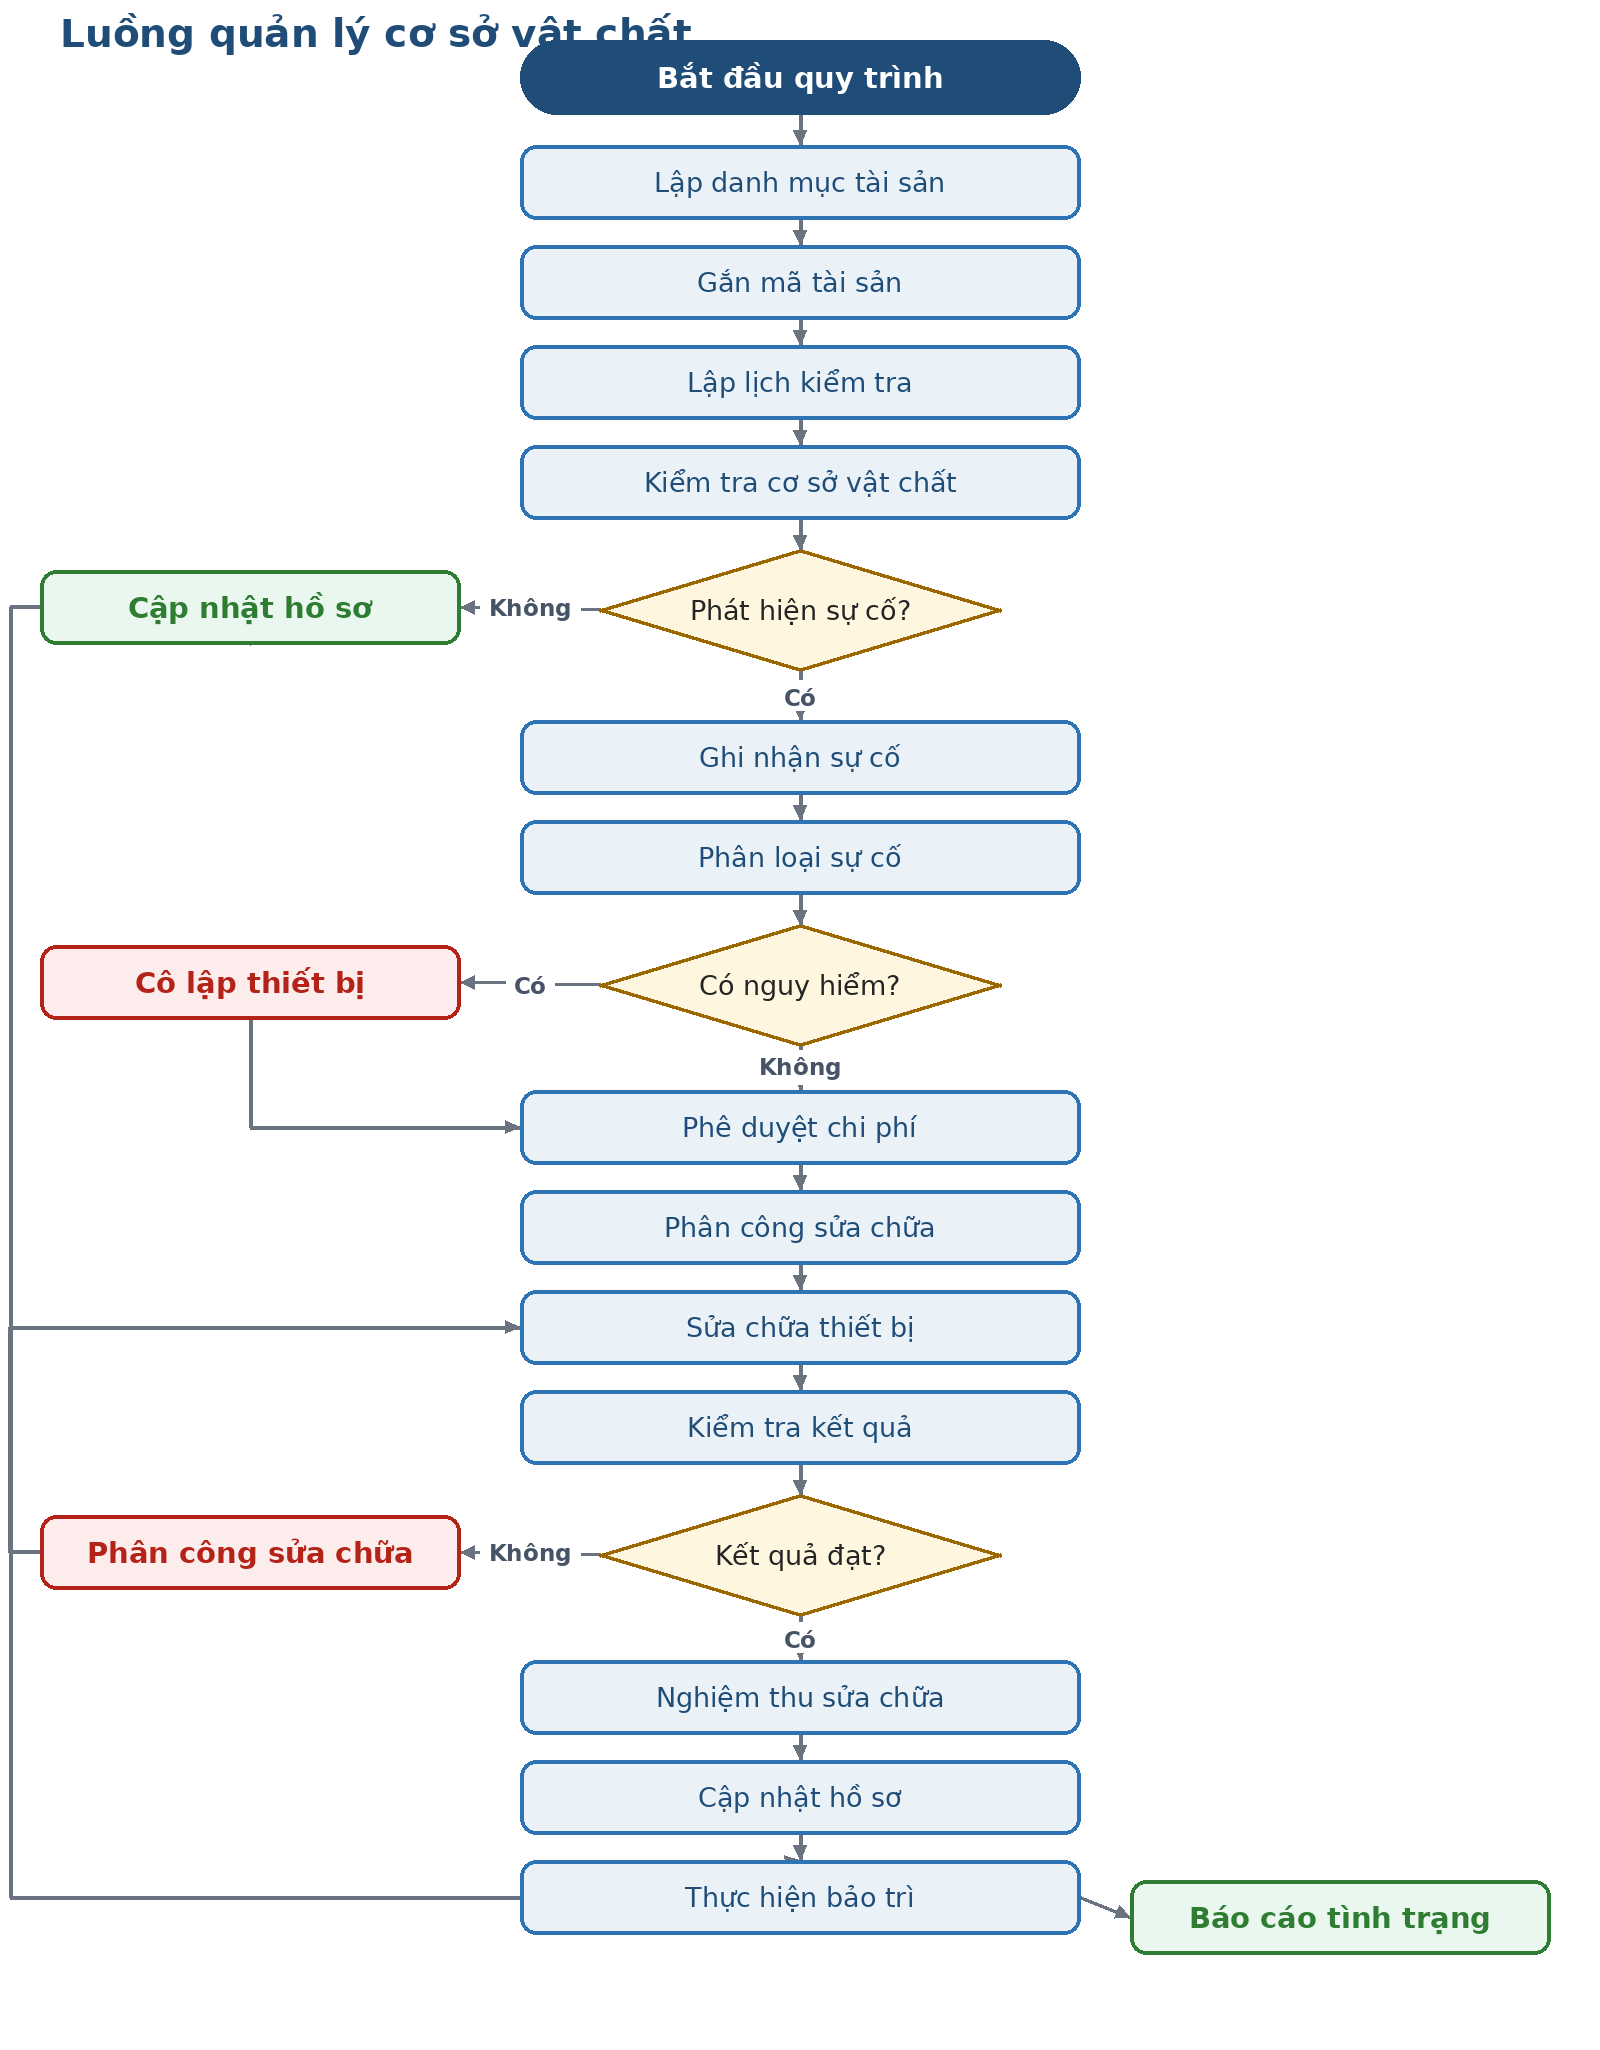 Luồng quản lý cơ sở vật chất
Bắt đầu quy trình
Lập danh mục tài sản
Gắn mã tài sản
Lập lịch kiểm tra
Kiểm tra cơ sở vật chất
Cập nhật hồ sơ
Không
Phát hiện sự cố?
Có
Ghi nhận sự cố
Phân loại sự cố
Cô lập thiết bị
Có
Có nguy hiểm?
Không
Phê duyệt chi phí
Phân công sửa chữa
Sửa chữa thiết bị
Kiểm tra kết quả
Phân công sửa chữa
Không
Kết quả đạt?
Có
Nghiệm thu sửa chữa
Cập nhật hồ sơ
Thực hiện bảo trì
Báo cáo tình trạng